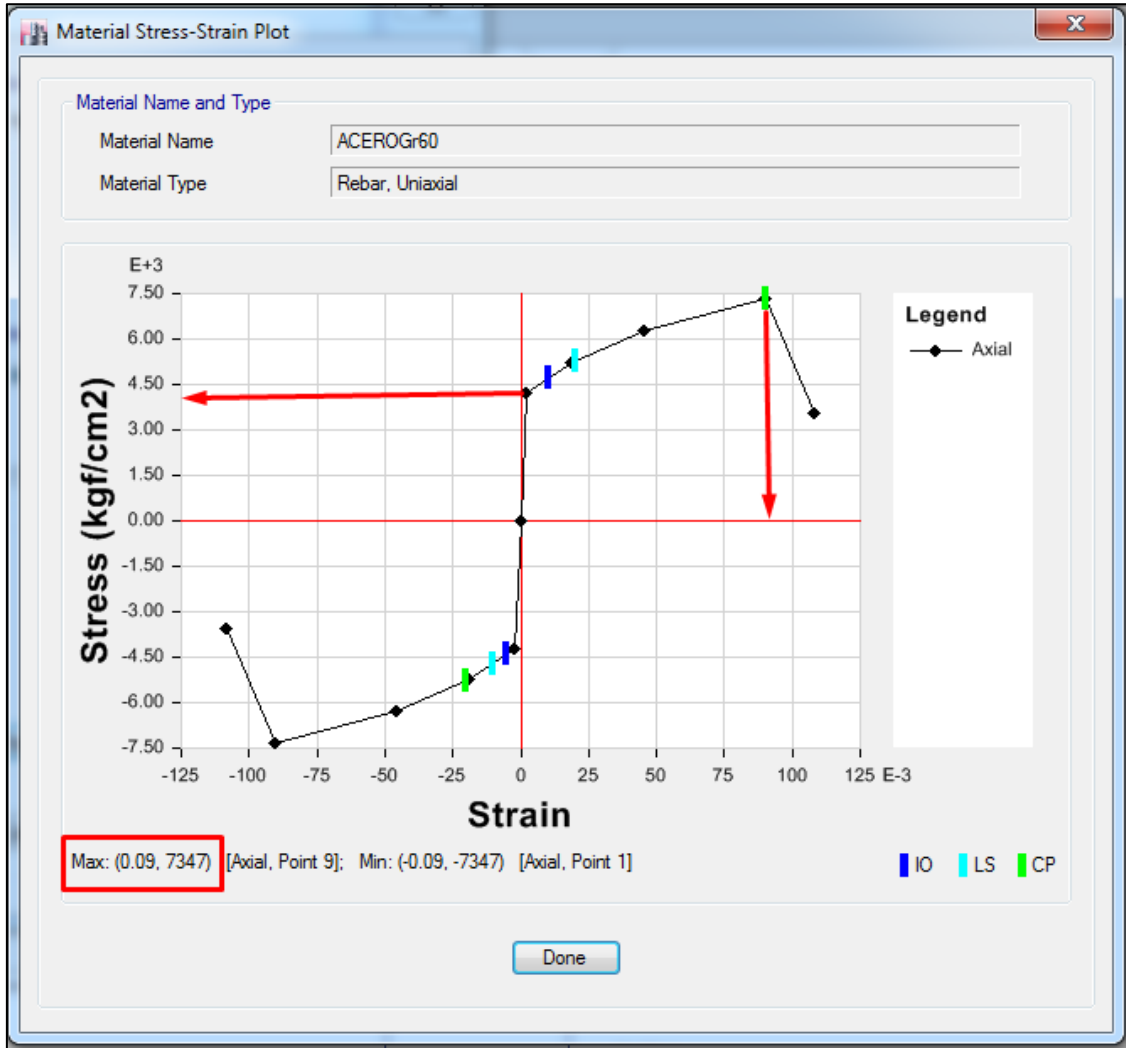 Material Stress-Strain Plot
Material Name and Type
Material Name ACEROGr60
Material Type Rebar, Uniaxial
E+3
7.50
6.00
4.50
3.00
1.50
0.00
-1.50
-3.00
-4.50
-6.00
-7.50
Stress (kgf/cm2)
-125 -100 -75 -50 -25 0 25 50 75 100 125 E-3
Strain
Legend
Axial
Max: (0.09, 7347) [Axial, Point 9]; Min: (-0.09, -7347) [Axial, Point 1]
IO LS CP
Done